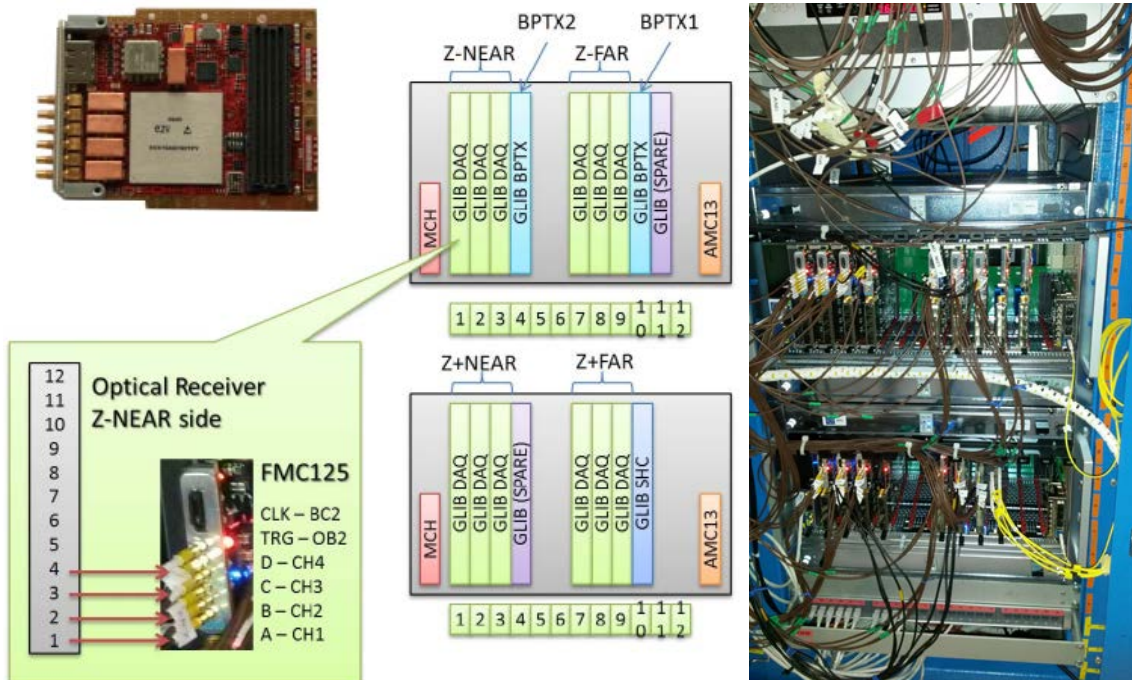 BPTX2
BPTX1
Z-NEAR
Z-FAR
MCH
GLIB DAQ
GLIB DAQ
GLIB DAQ
GLIB BPTX
GLIB DAQ
GLIB DAQ
GLIB DAQ
GLIB BPTX
GLIB (SPARE)
AMC13
1 2 3 4 5 6 7 8 9 10 11 12
Z+NEAR
Z+FAR
MCH
GLIB DAQ
GLIB DAQ
GLIB DAQ
GLIB (SPARE)
GLIB DAQ
GLIB DAQ
GLIB DAQ
GLIB SHC
AMC13
1 2 3 4 5 6 7 8 9 10 11 12
12
11
10
9
8
7
6
5
4
3
2
1
Optical Receiver
Z-NEAR side
FMC125
CLK – BC2
TRG – OB2
D – CH4
C – CH3
B – CH2
A – CH1
e2v